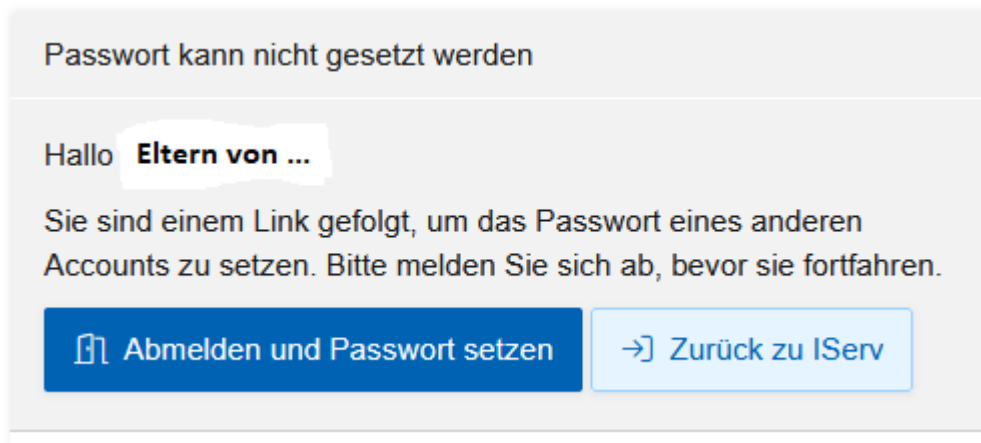 Passwort kann nicht gesetzt werden
Hallo Eltern von ...
Sie sind einem Link gefolgt, um das Passwort eines anderen
Accounts zu setzen. Bitte melden Sie sich ab, bevor sie fortfahren.
Abmelden und Passwort setzen
Zurück zu IServ